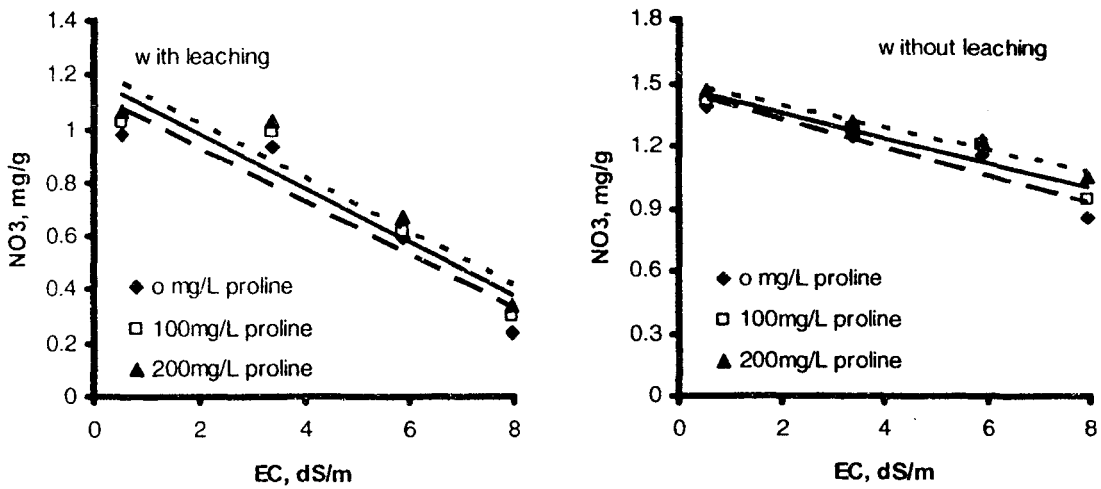 1.4
1.2
1
0.8
0.6
0.4
0.2
0
NO3, mg/g
w ith leaching
o mg/L proline
100mg/L proline
200mg/L proline
0 2 4 6 8
EC, dS/m
1.8
1.5
1.2
0.9
0.6
0.3
0
NO3, mg/g
w ithout leaching
o mg/L proline
100mg/L proline
200mg/L proline
0 2 4 6 8
EC, dS/m